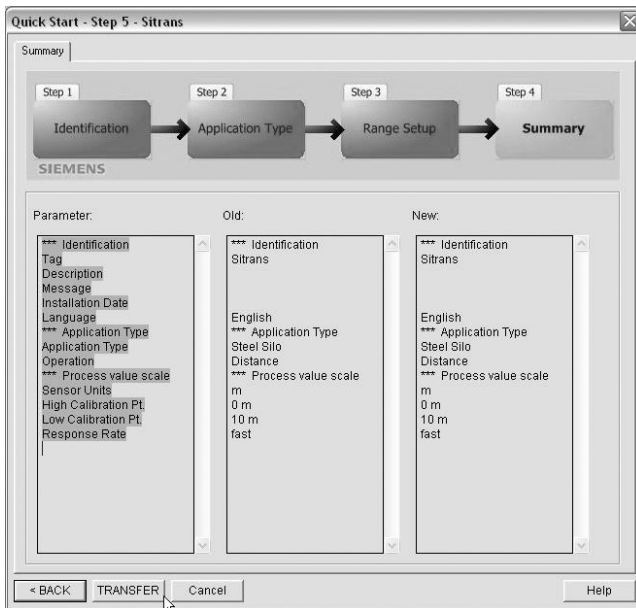 Quick Start - Step 5 - Sitrans
Summary
Step 1
Step 2
Step 3
Step 4
Identification
Application Type
Range Setup
Summary
SIEMENS
Parameter:
*** Identification
Tag
Description
Message
Installation Date
Language
*** Application Type
Application Type
Operation
*** Process value scale
Sensor Units
High Calibration Pt.
Low Calibration Pt.
Response Rate
Old:
*** Identification
Sitrans
English
*** Application Type
Steel Silo
Distance
*** Process value scale
m
0 m
10 m
fast
New:
*** Identification
Sitrans
English
*** Application Type
Steel Silo
Distance
*** Process value scale
m
0 m
10 m
fast
< BACK
TRANSFER
Cancel
Help